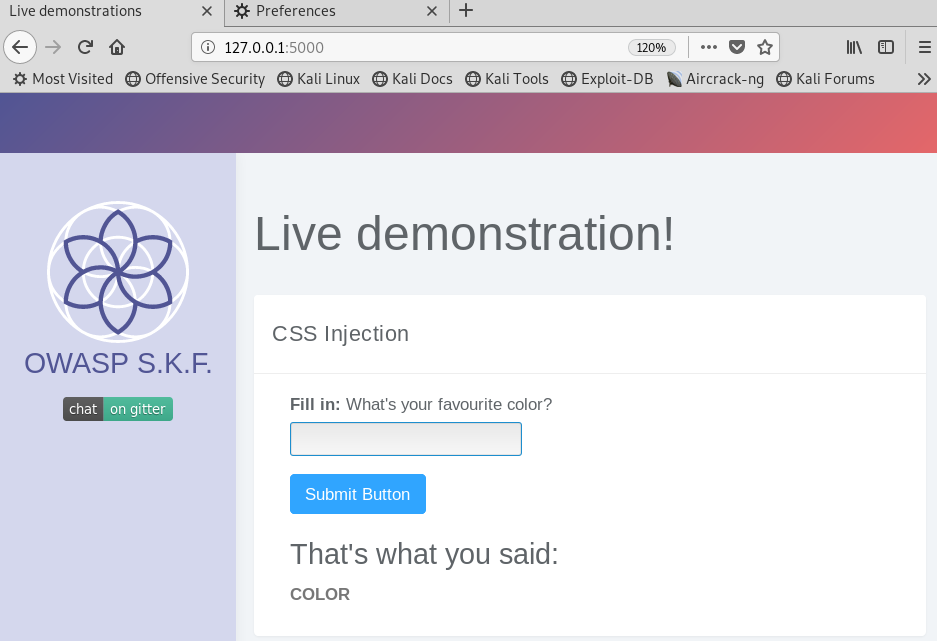 Live demonstrations
Preferences
127.0.0.1:5000
120%
Most Visited
Offensive Security
Kali Linux
Kali Docs
Kali Tools
Exploit-DB
Aircrack-ng
Kali Forums
OWASP S.K.F.
chat on gitter
Live demonstration!
CSS Injection
Fill in: What's your favourite color?
Submit Button
That's what you said:
COLOR